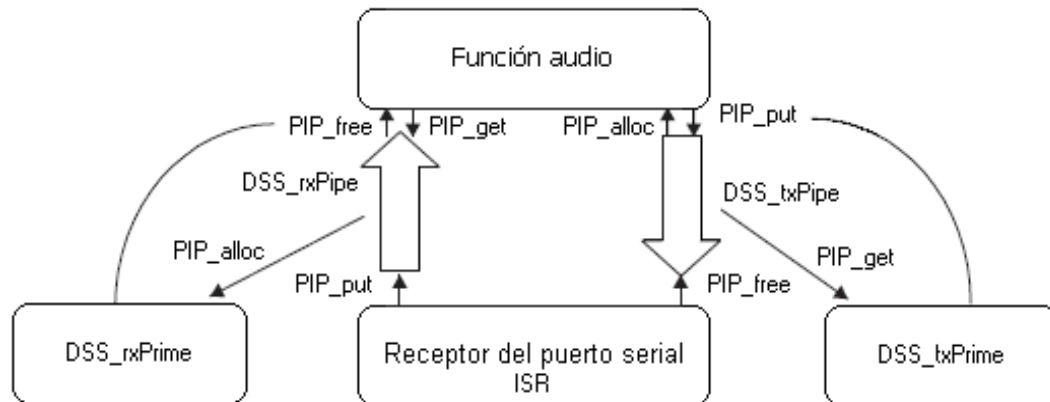 Función audio
PIP_free
PIP_get
PIP_alloc
PIP_put
DSS_rxPipe
DSS_txPipe
PIP_alloc
PIP_get
PIP_put
PIP_free
DSS_rxPrime
Receptor del puerto serial
ISR
DSS_txPrime